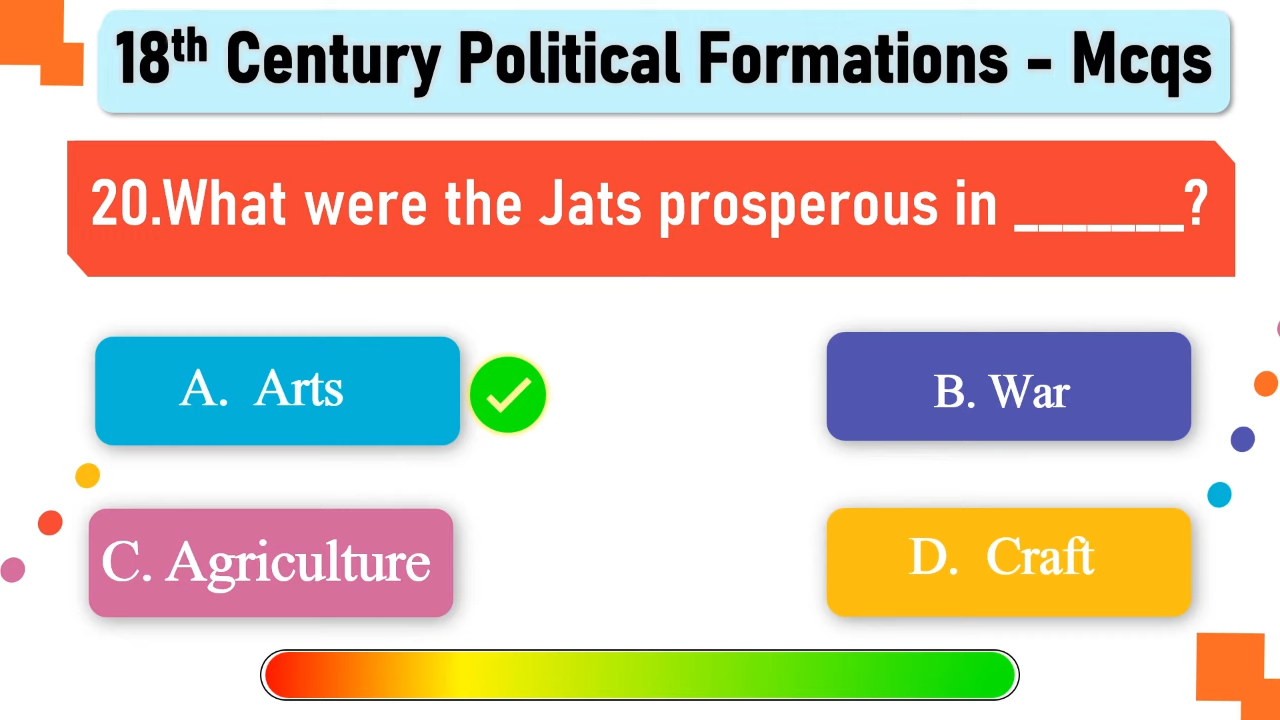 18th Century Political Formations - Mcqs
20.What were the Jats prosperous in _______?
A. Arts
B. War
C. Agriculture
D. Craft